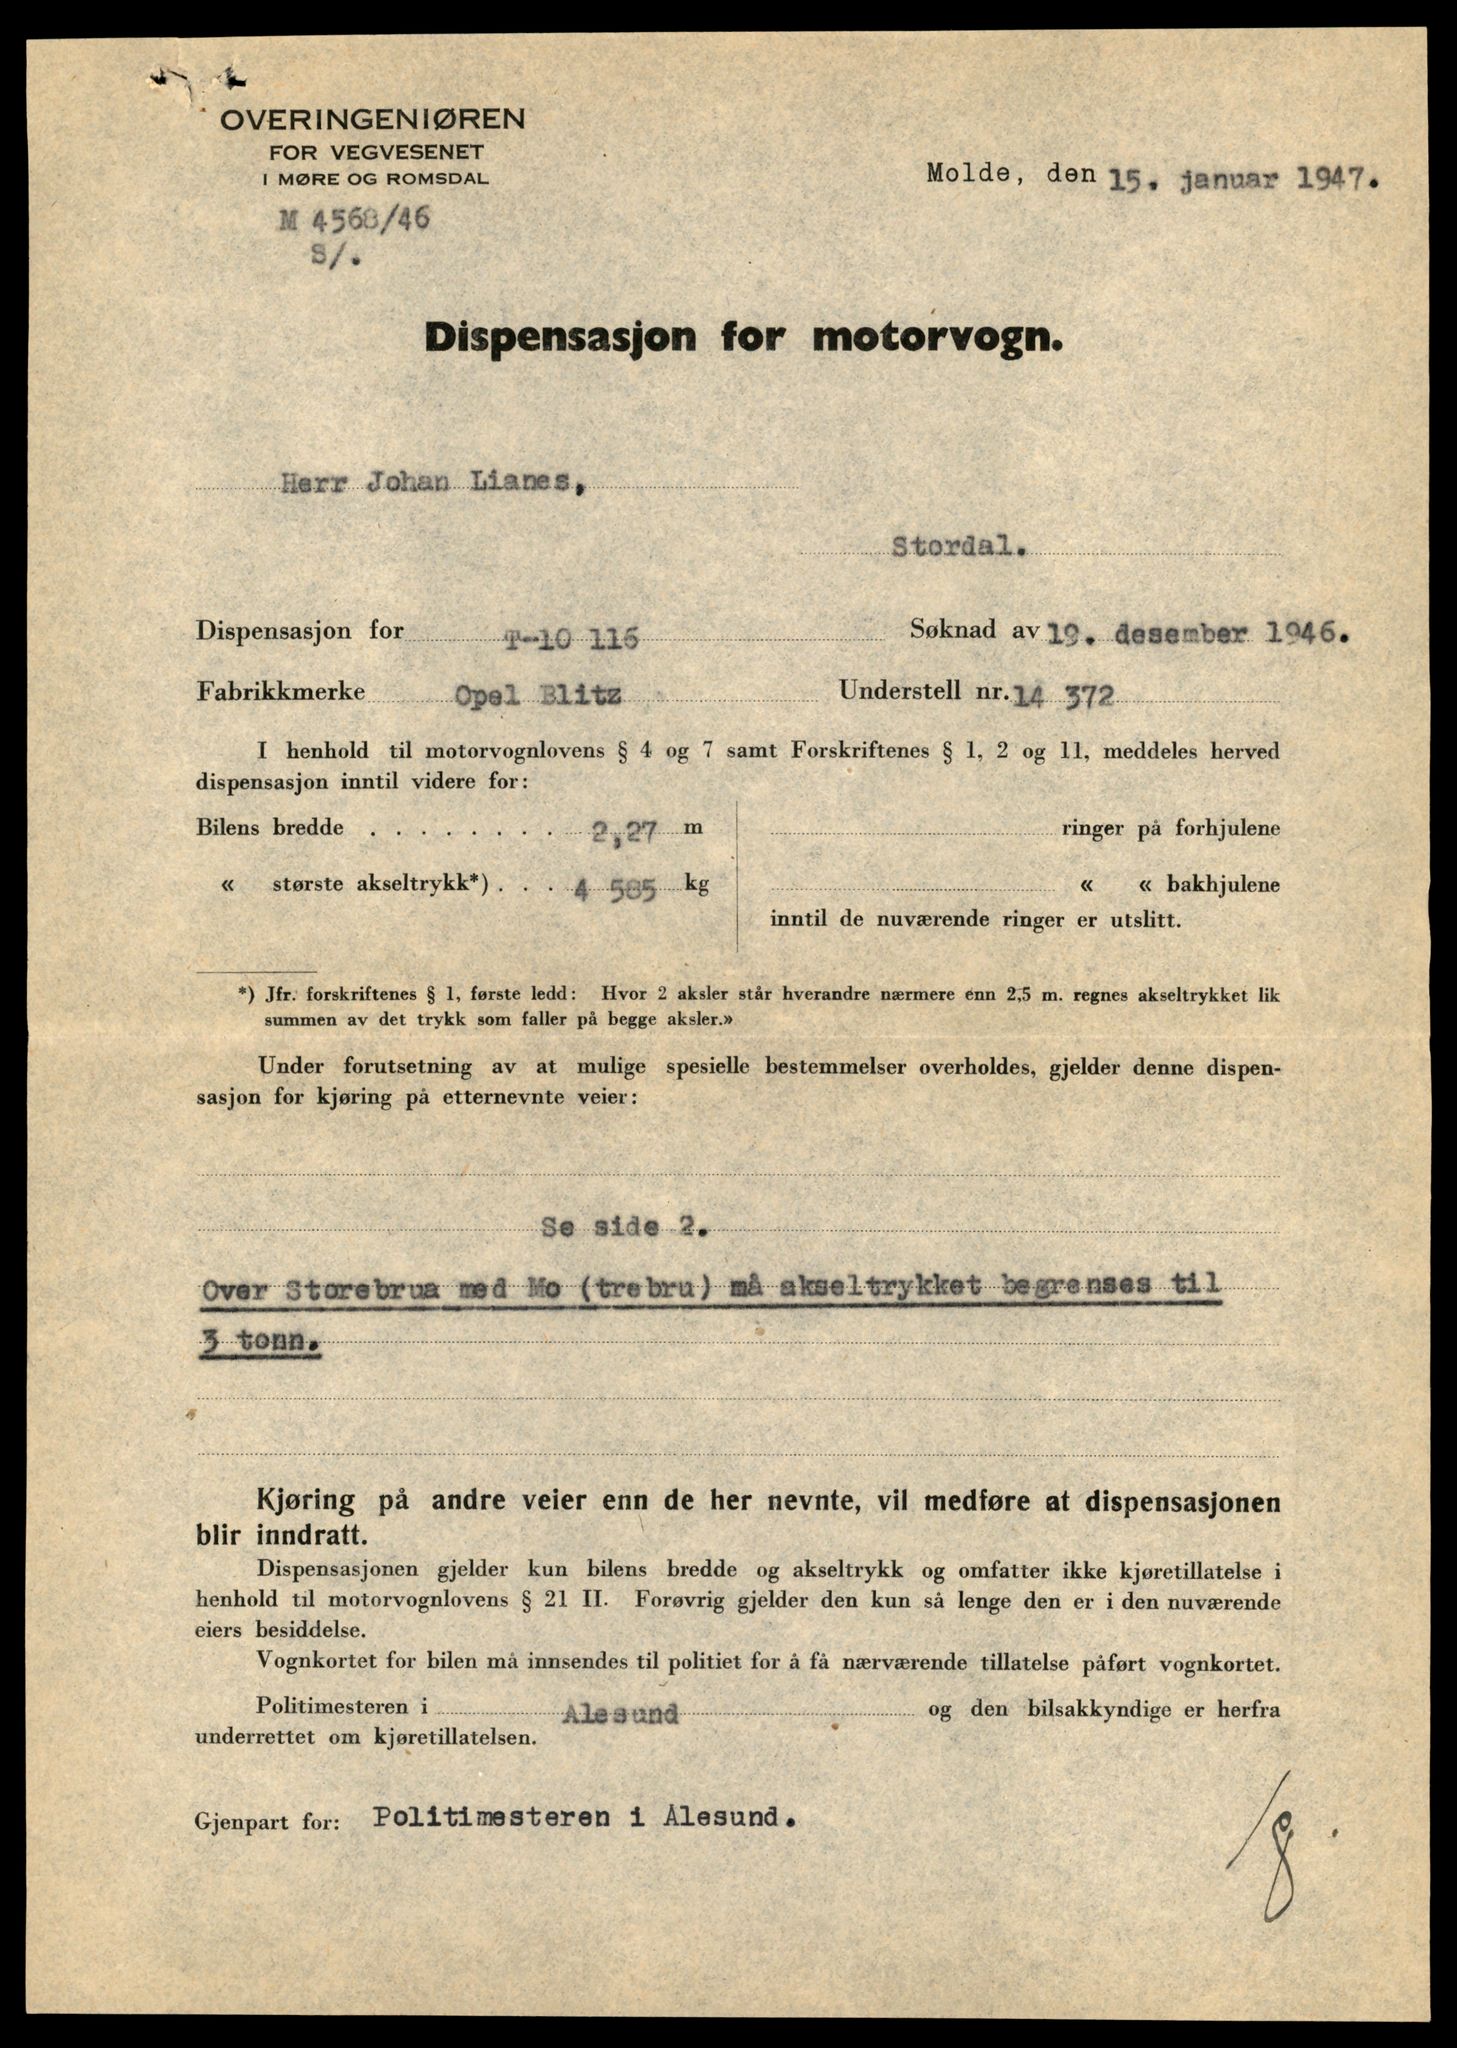 OVERINGENIØREN
FOR VEGVESENET
I MØRE OG ROMSDAL
M 4568/46
S/.
Molde, den 15. januar 1947.
Dispensasjon for motorvogn.
Herr Johan Lianes,
Stordal.
Dispensasjon for T-10 116 Søknad av 19. desember 1946.
Fabrikkmerke Opel Blitz Understell nr. 14 372
I henhold til motorvognlovens § 4 og 7 samt Forskriftenes § 1, 2 og 11, meddeles herved
dispensasjon inntil videre for:
Bilens bredde . . . . . . . . 2,27 m ringer på forhjulene
« største akseltrykk*) . . . 4 585 kg « « bakhjulene
inntil de nuværende ringer er utslitt.
*) Jfr. forskriftenes § 1, første ledd: Hvor 2 aksler står hverandre nærmere enn 2,5 m. regnes akseltrykket lik
summen av det trykk som faller på begge aksler.»
Under forutsetning av at mulige spesielle bestemmelser overholdes, gjelder denne dispen-
sasjon for kjøring på etternevnte veier:
Se side 2.
Over Storebrua med Mo (trebru) må akseltrykket begrenses til
3 tonn.
Kjøring på andre veier enn de her nevnte, vil medføre at dispensasjonen
blir inndratt.
Dispensasjonen gjelder kun bilens bredde og akseltrykk og omfatter ikke kjøretillatelse i
henhold til motorvognlovens § 21 II. Forøvrig gjelder den kun så lenge den er i den nuværende
eiers besiddelse.
Vognkortet for bilen må innsendes til politiet for å få nærværende tillatelse påført vognkortet.
Politimesteren i Ålesund og den bilsakkyndige er herfra
underrettet om kjøretillatelsen.
Gjenpart for: Politimesteren i Ålesund.